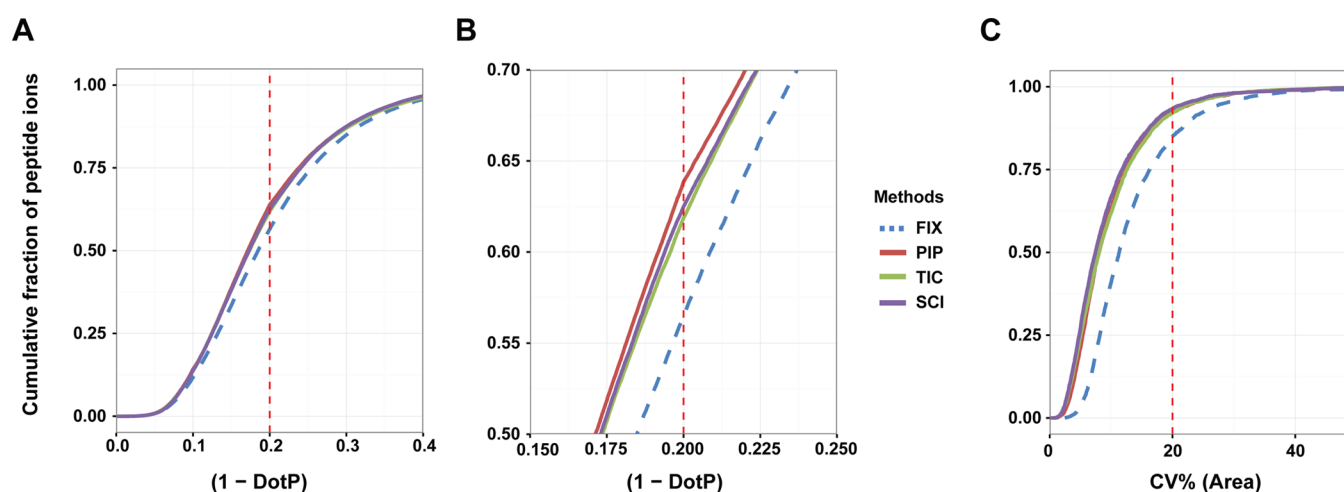 A
B
C
Cumulative fraction of peptide ions
1.00
0.75
0.50
0.25
0.00
0.0
0.1
0.2
0.3
0.4
(1 − DotP)
0.70
0.65
0.60
0.55
0.50
0.150
0.175
0.200
0.225
0.250
(1 − DotP)
Methods
FIX
PIP
TIC
SCI
1.00
0.75
0.50
0.25
0.00
0
20
40
CV% (Area)